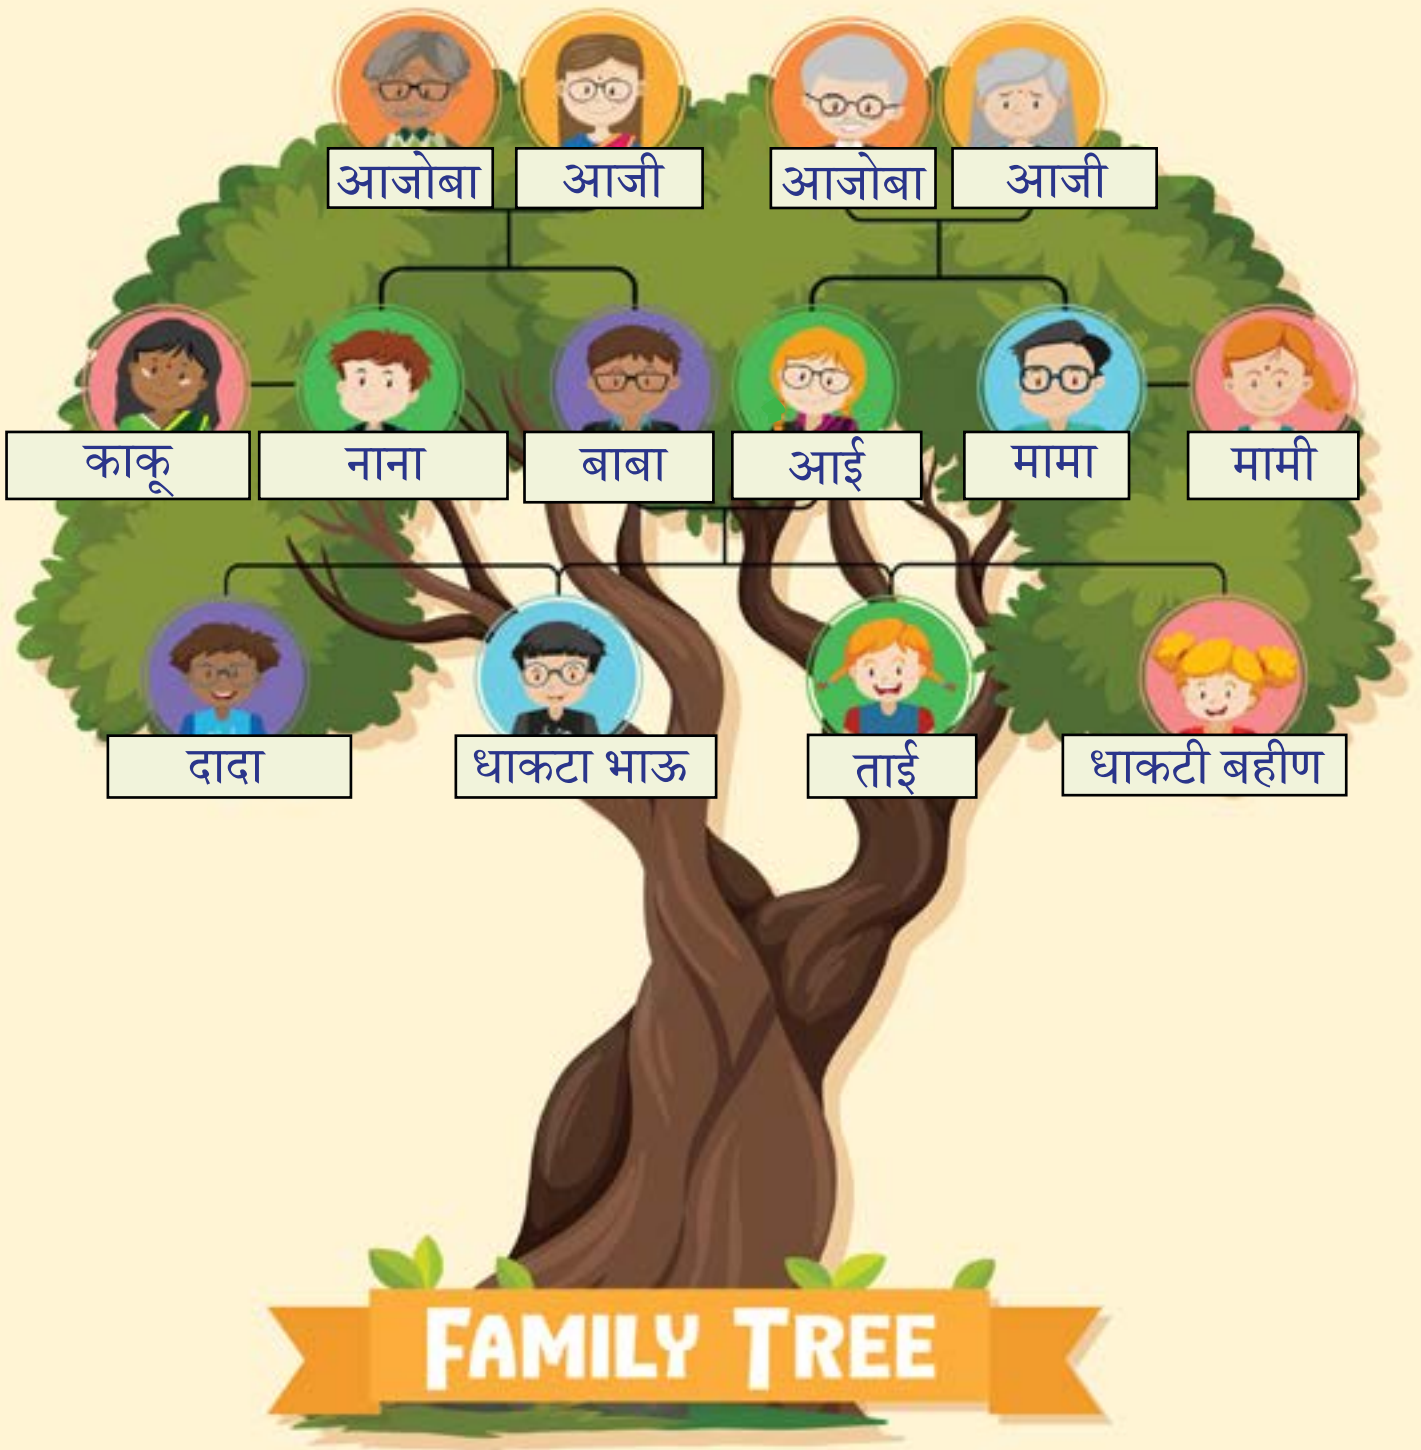 आजोबा
आजी
आजोबा
आजी
काकू
नाना
बाबा
आई
मामा
मामी
दादा
धाकटा भाऊ
ताई
धाकटी बहीण
FAMILY TREE